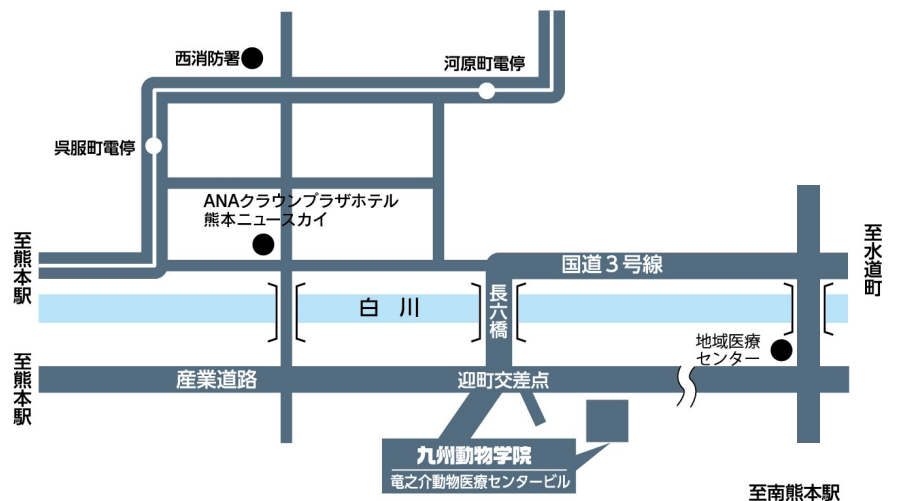 西消防署
河原町電停
呉服町電停
ANAクラウンプラザホテル
熊本ニュースカイ
至熊本駅
国道3号線
至水道町
白川
長六橋
地域医療
センター
至熊本駅
産業道路
迎町交差点
九州動物学院
竜之介動物医療センタービル
至南熊本駅